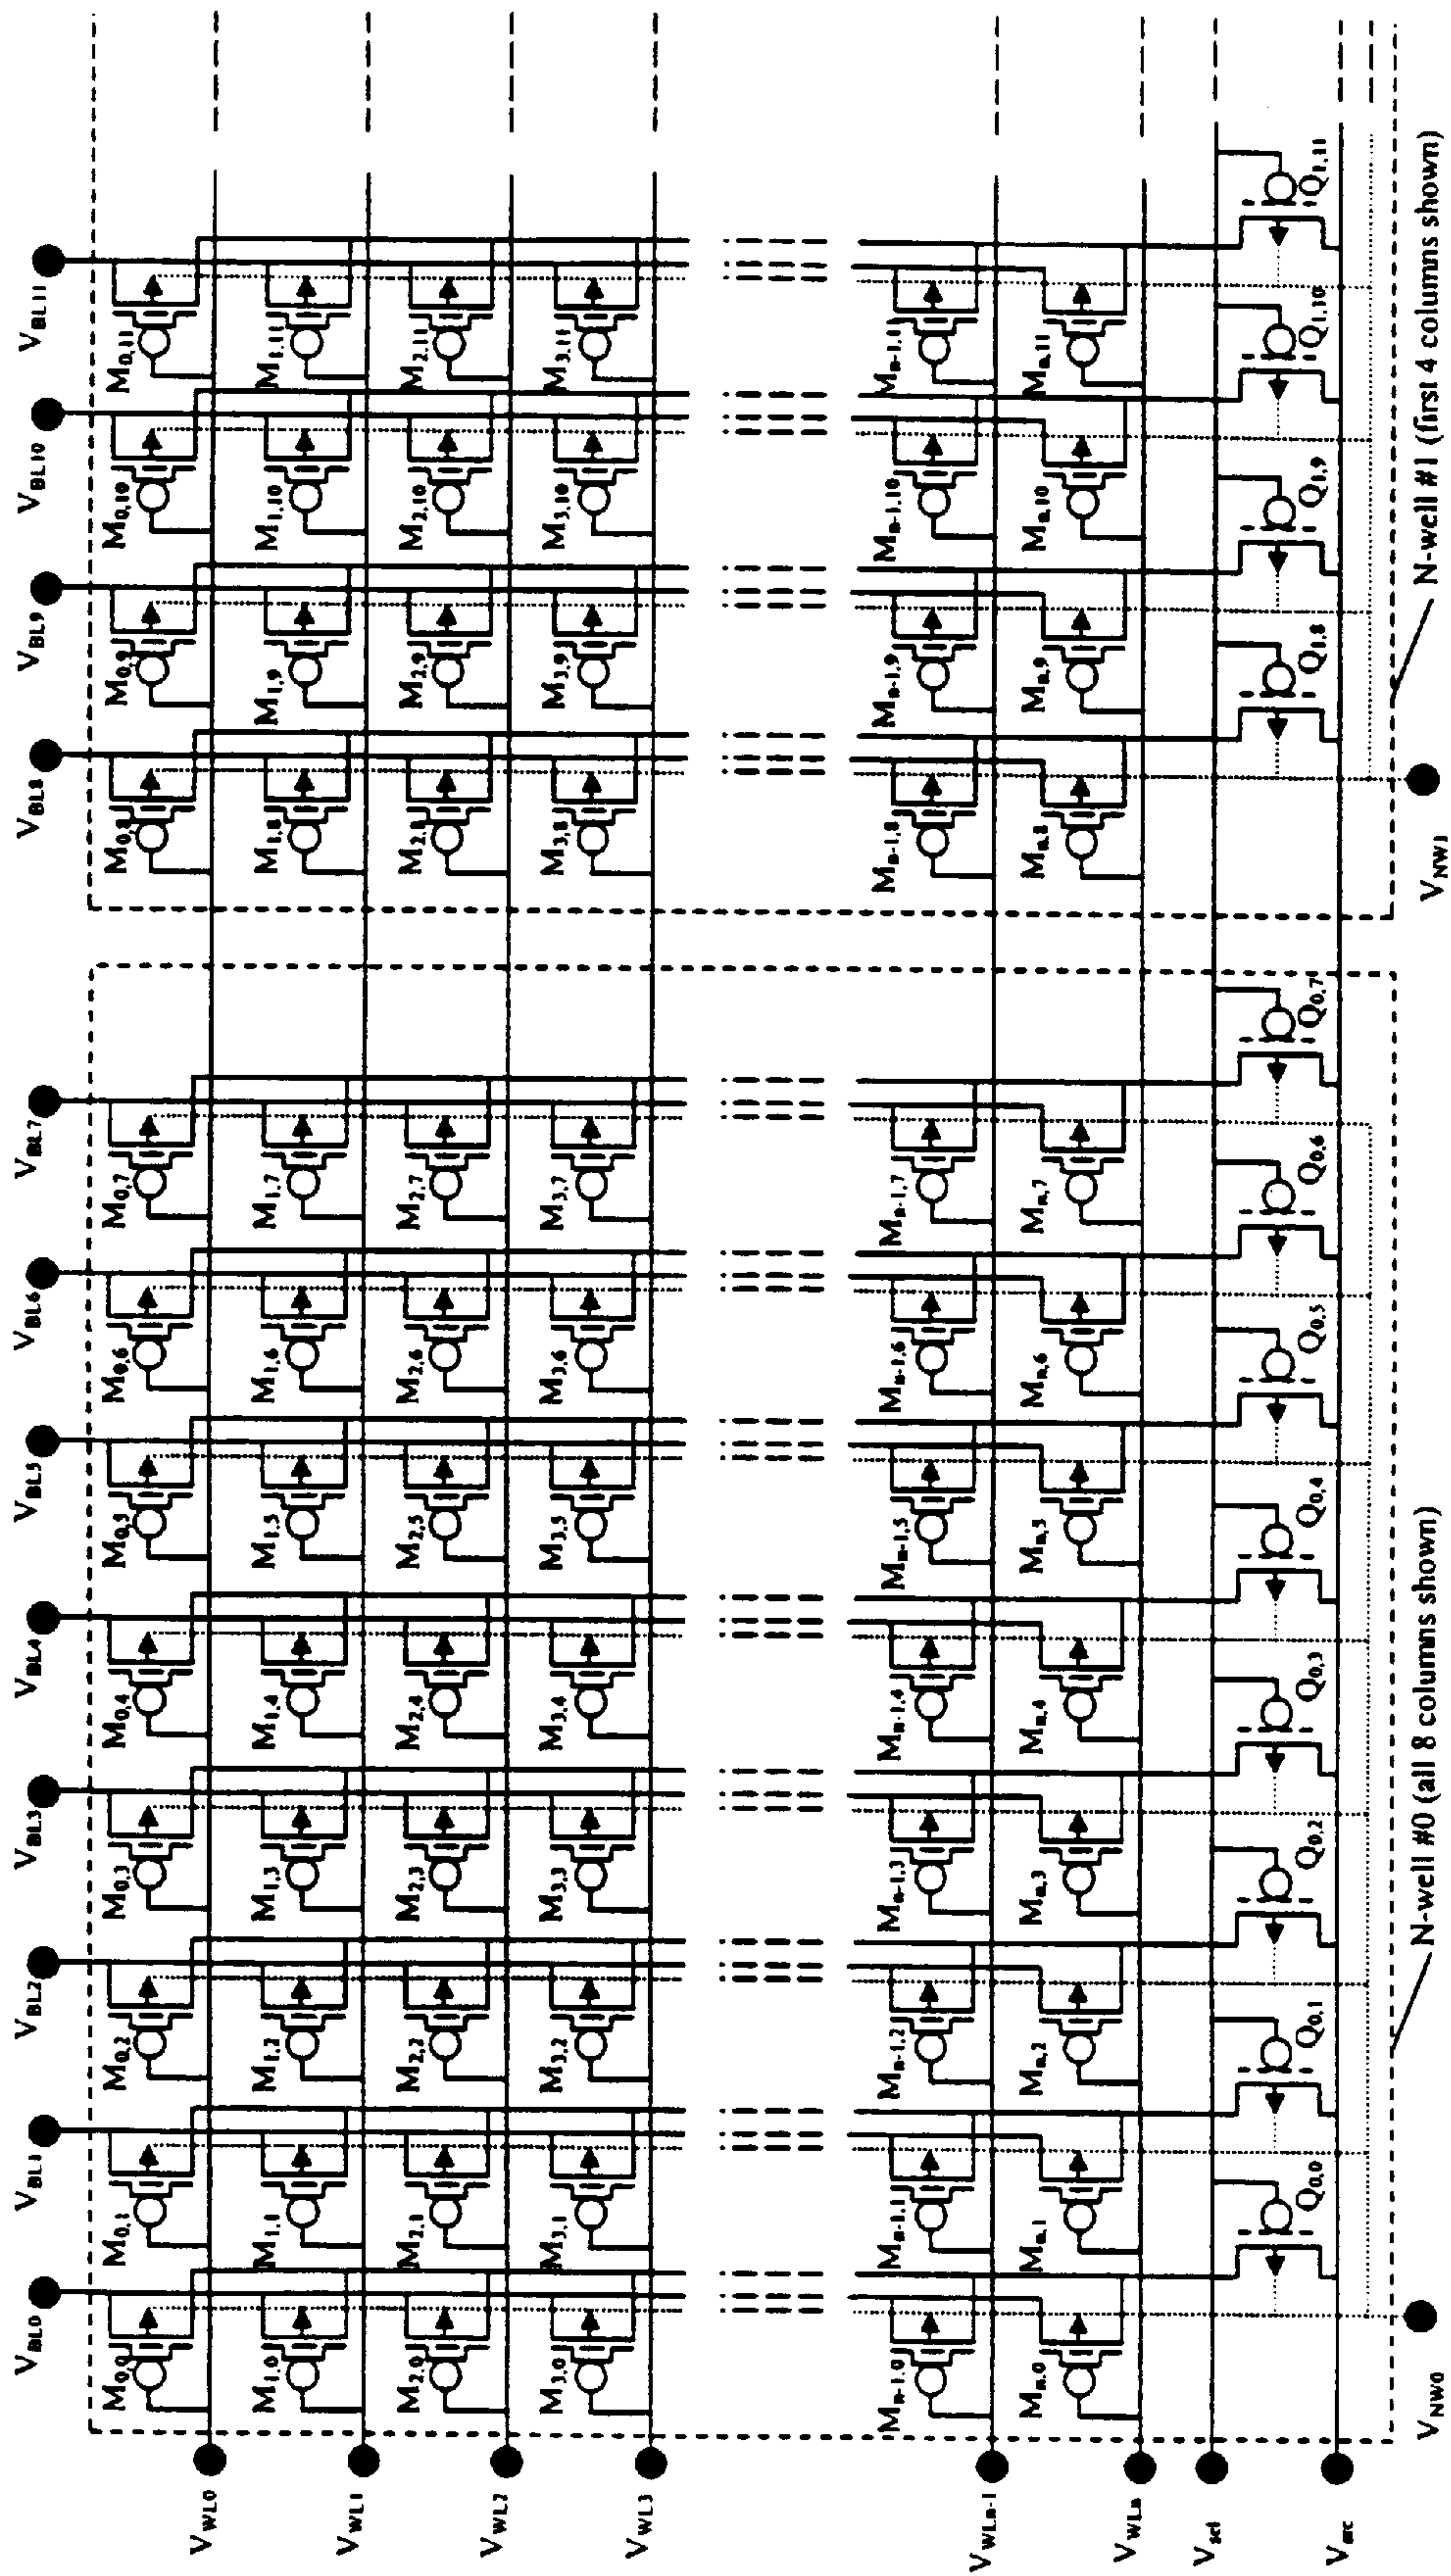 V_BL0 V_BL1 V_BL2 V_BL3 V_BL4 V_BL5 V_BL6 V_BL7 V_BL8 V_BL9 V_BL10 V_BL11
M_0,0 M_0,1 M_0,2 M_0,3 M_0,4 M_0,5 M_0,6 M_0,7 M_0,8 M_0,9 M_0,10 M_0,11
V_WL0
M_1,0 M_1,1 M_1,2 M_1,3 M_1,4 M_1,5 M_1,6 M_1,7 M_1,8 M_1,9 M_1,10 M_1,11
V_WL1
M_2,0 M_2,1 M_2,2 M_2,3 M_2,4 M_2,5 M_2,6 M_2,7 M_2,8 M_2,9 M_2,10 M_2,11
V_WL2
M_3,0 M_3,1 M_3,2 M_3,3 M_3,4 M_3,5 M_3,6 M_3,7 M_3,8 M_3,9 M_3,10 M_3,11
V_WL3
M_n-1,0 M_n-1,1 M_n-1,2 M_n-1,3 M_n-1,4 M_n-1,5 M_n-1,6 M_n-1,7 M_n-1,8 M_n-1,9 M_n-1,10 M_n-1,11
V_WLn-1
M_n,0 M_n,1 M_n,2 M_n,3 M_n,4 M_n,5 M_n,6 M_n,7 M_n,8 M_n,9 M_n,10 M_n,11
V_WLn
V_scl
Q_0,0 Q_0,1 Q_0,2 Q_0,3 Q_0,4 Q_0,5 Q_0,6 Q_0,7 Q_1,8 Q_1,9 Q_1,10 Q_1,11
V_src
V_NW0 N-well #0 (all 8 columns shown) V_NW1 N-well #1 (first 4 columns shown)